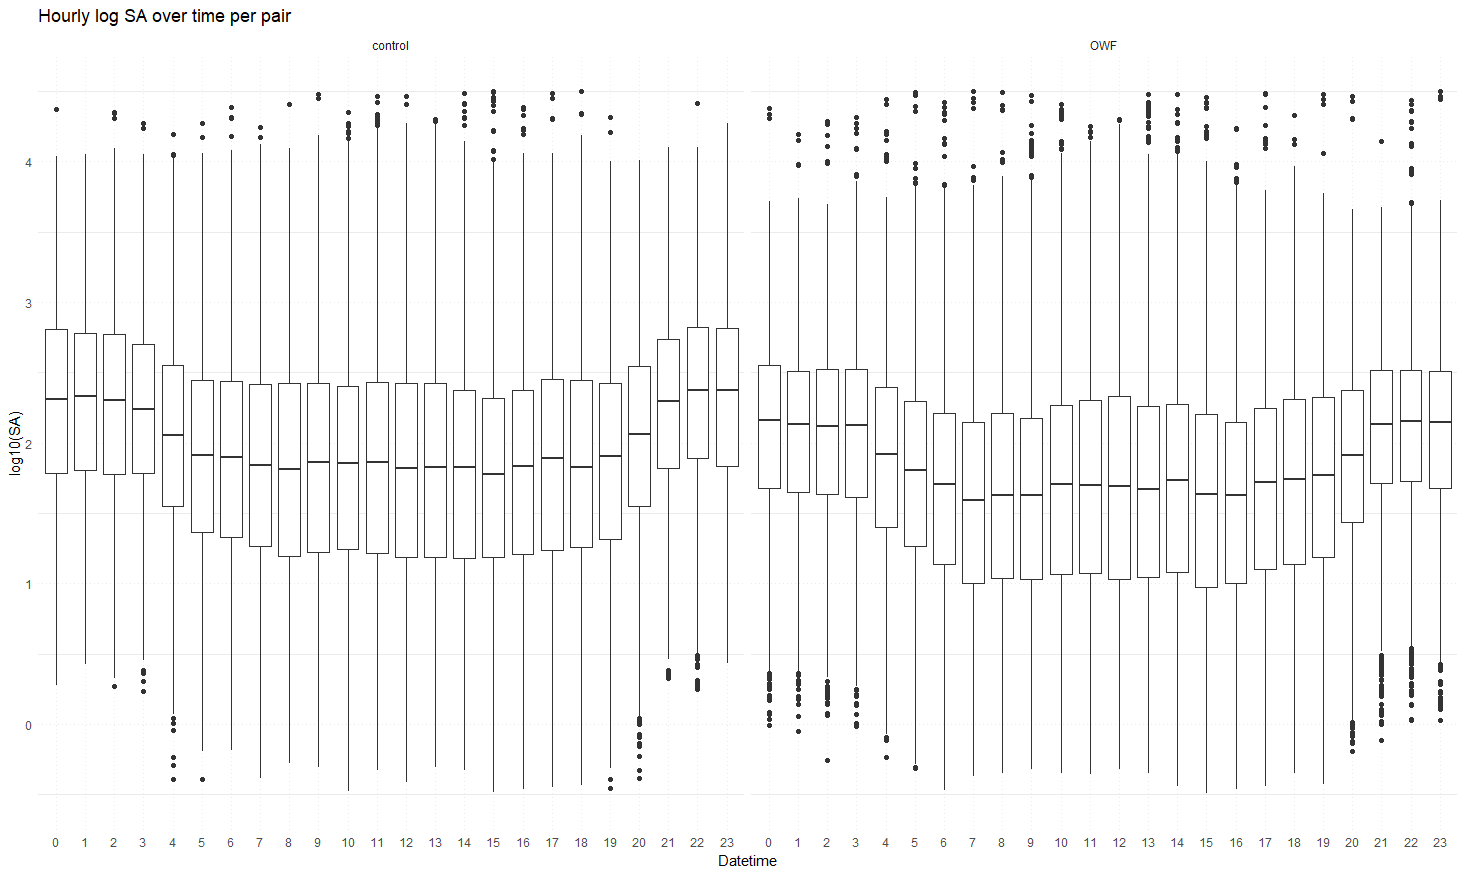 Hourly log SA over time per pair
control OWF
4
3
2
1
0
log10(SA)
0 1 2 3 4 5 6 7 8 9 10 11 12 13 14 15 16 17 18 19 20 21 22 23 0 1 2 3 4 5 6 7 8 9 10 11 12 13 14 15 16 17 18 19 20 21 22 23
Datetime